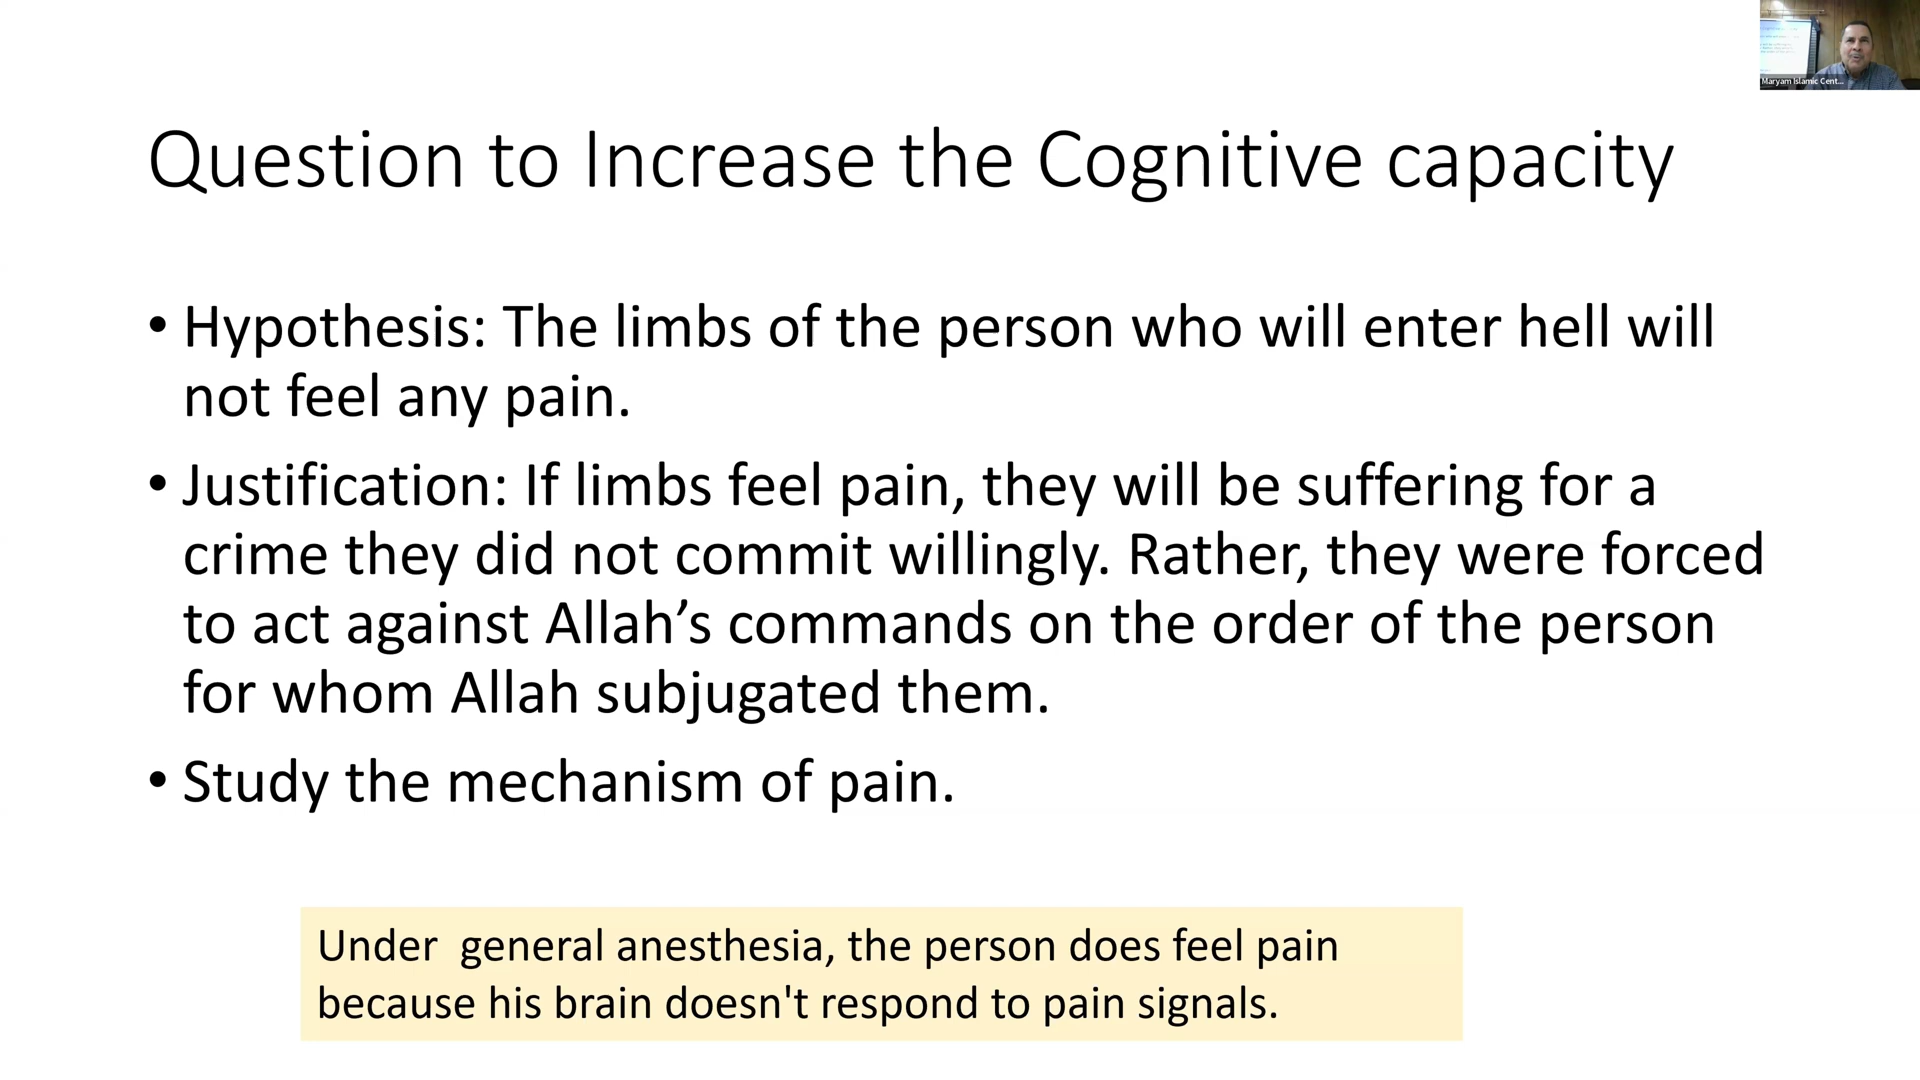 Maryam Islamic Cent...
Question to Increase the Cognitive capacity
• Hypothesis: The limbs of the person who will enter hell will
not feel any pain.
• Justification: If limbs feel pain, they will be suffering for a
crime they did not commit willingly. Rather, they were forced
to act against Allah’s commands on the order of the person
for whom Allah subjugated them.
• Study the mechanism of pain.
Under  general anesthesia, the person does feel pain
because his brain doesn't respond to pain signals.